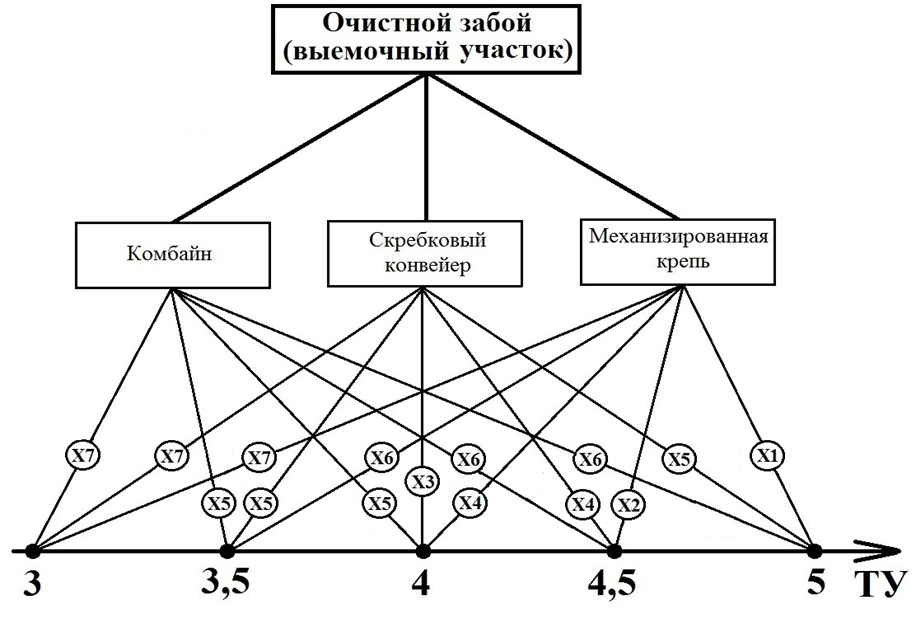 Очистной забой
(выемочный участок)
Комбайн
Скребковый
конвейер
Механизированная
крепь
X7 X7 X7 X6 X6 X6 X5 X1
X5 X5 X5 X3 X4 X4 X2
3 3,5 4 4,5 5 ТУ